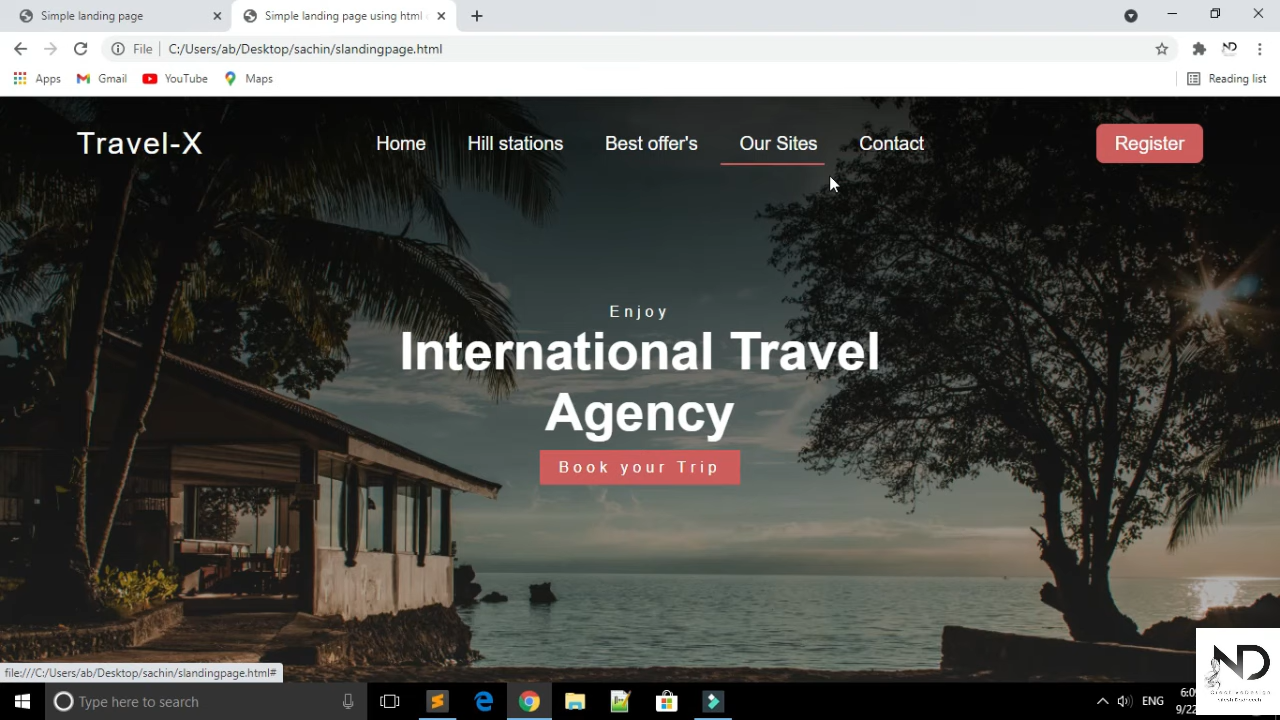 Simple landing page
Simple landing page using html
File
C:/Users/ab/Desktop/sachin/slandingpage.html
Apps
Gmail
YouTube
Maps
Reading list
Travel-X
Home
Hill stations
Best offer's
Our Sites
Contact
Register
Enjoy
International Travel
Agency
Book your Trip
file:///C:/Users/ab/Desktop/sachin/slandingpage.html#
Type here to search
ENG
ND